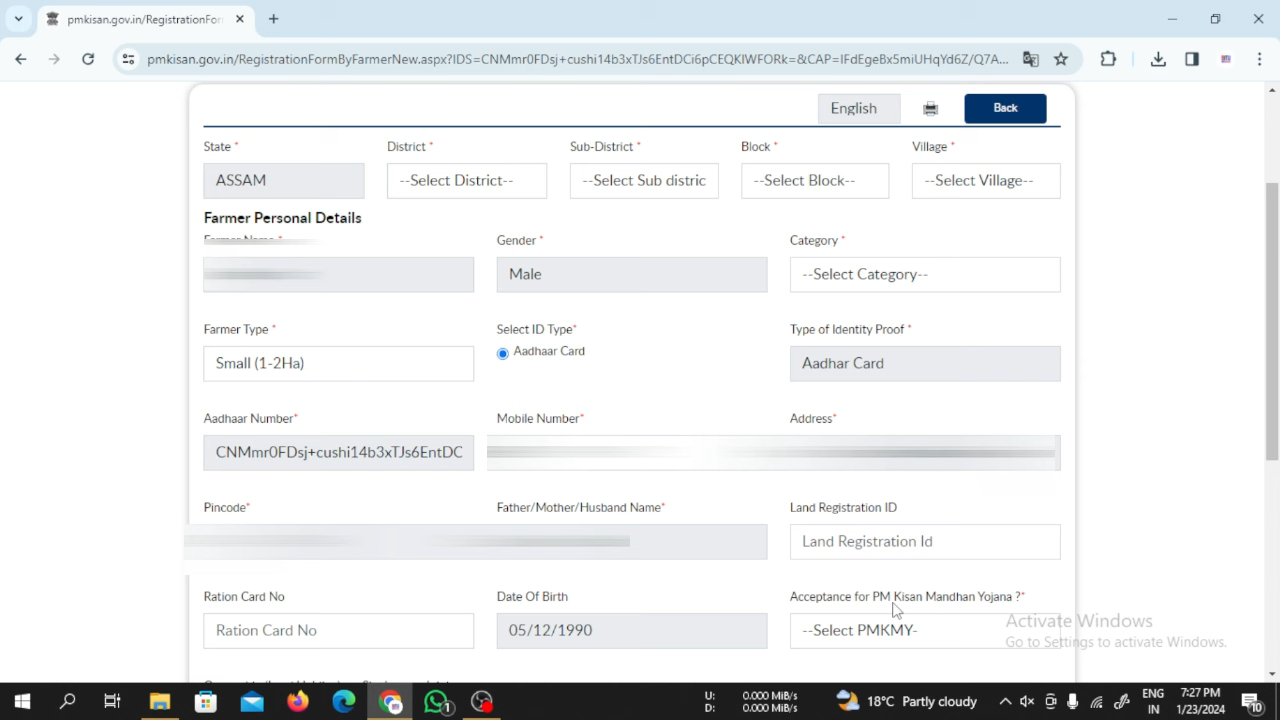 pmkisan.gov.in/RegistrationFor
pmkisan.gov.in/RegistrationFormByFarmerNew.aspx?IDS=CNMmr0FDsj+cushi14b3xTJs6EntDCi6pCEQKIWFORk=&CAP=IFdEgeBx5miUHqYd6Z/Q7A...
English Back
State * District * Sub-District * Block * Village *
ASSAM --Select District-- --Select Sub distric --Select Block-- --Select Village--
Farmer Personal Details
Farmer Name * Gender * Category *
Male --Select Category--
Farmer Type * Select ID Type* Type of Identity Proof *
Small (1-2Ha) Aadhaar Card Aadhar Card
Aadhaar Number* Mobile Number* Address*
CNMmr0FDsj+cushi14b3xTJs6EntDC
Pincode* Father/Mother/Husband Name* Land Registration ID
Land Registration Id
Ration Card No Date Of Birth Acceptance for PM Kisan Mandhan Yojana ?*
Ration Card No 05/12/1990 --Select PMKMY-
Activate Windows
Go to Settings to activate Windows.
U: 0.000 MiB/s
D: 0.000 MiB/s
18°C Partly cloudy
1
ENG
IN
7:27 PM
1/23/2024
10